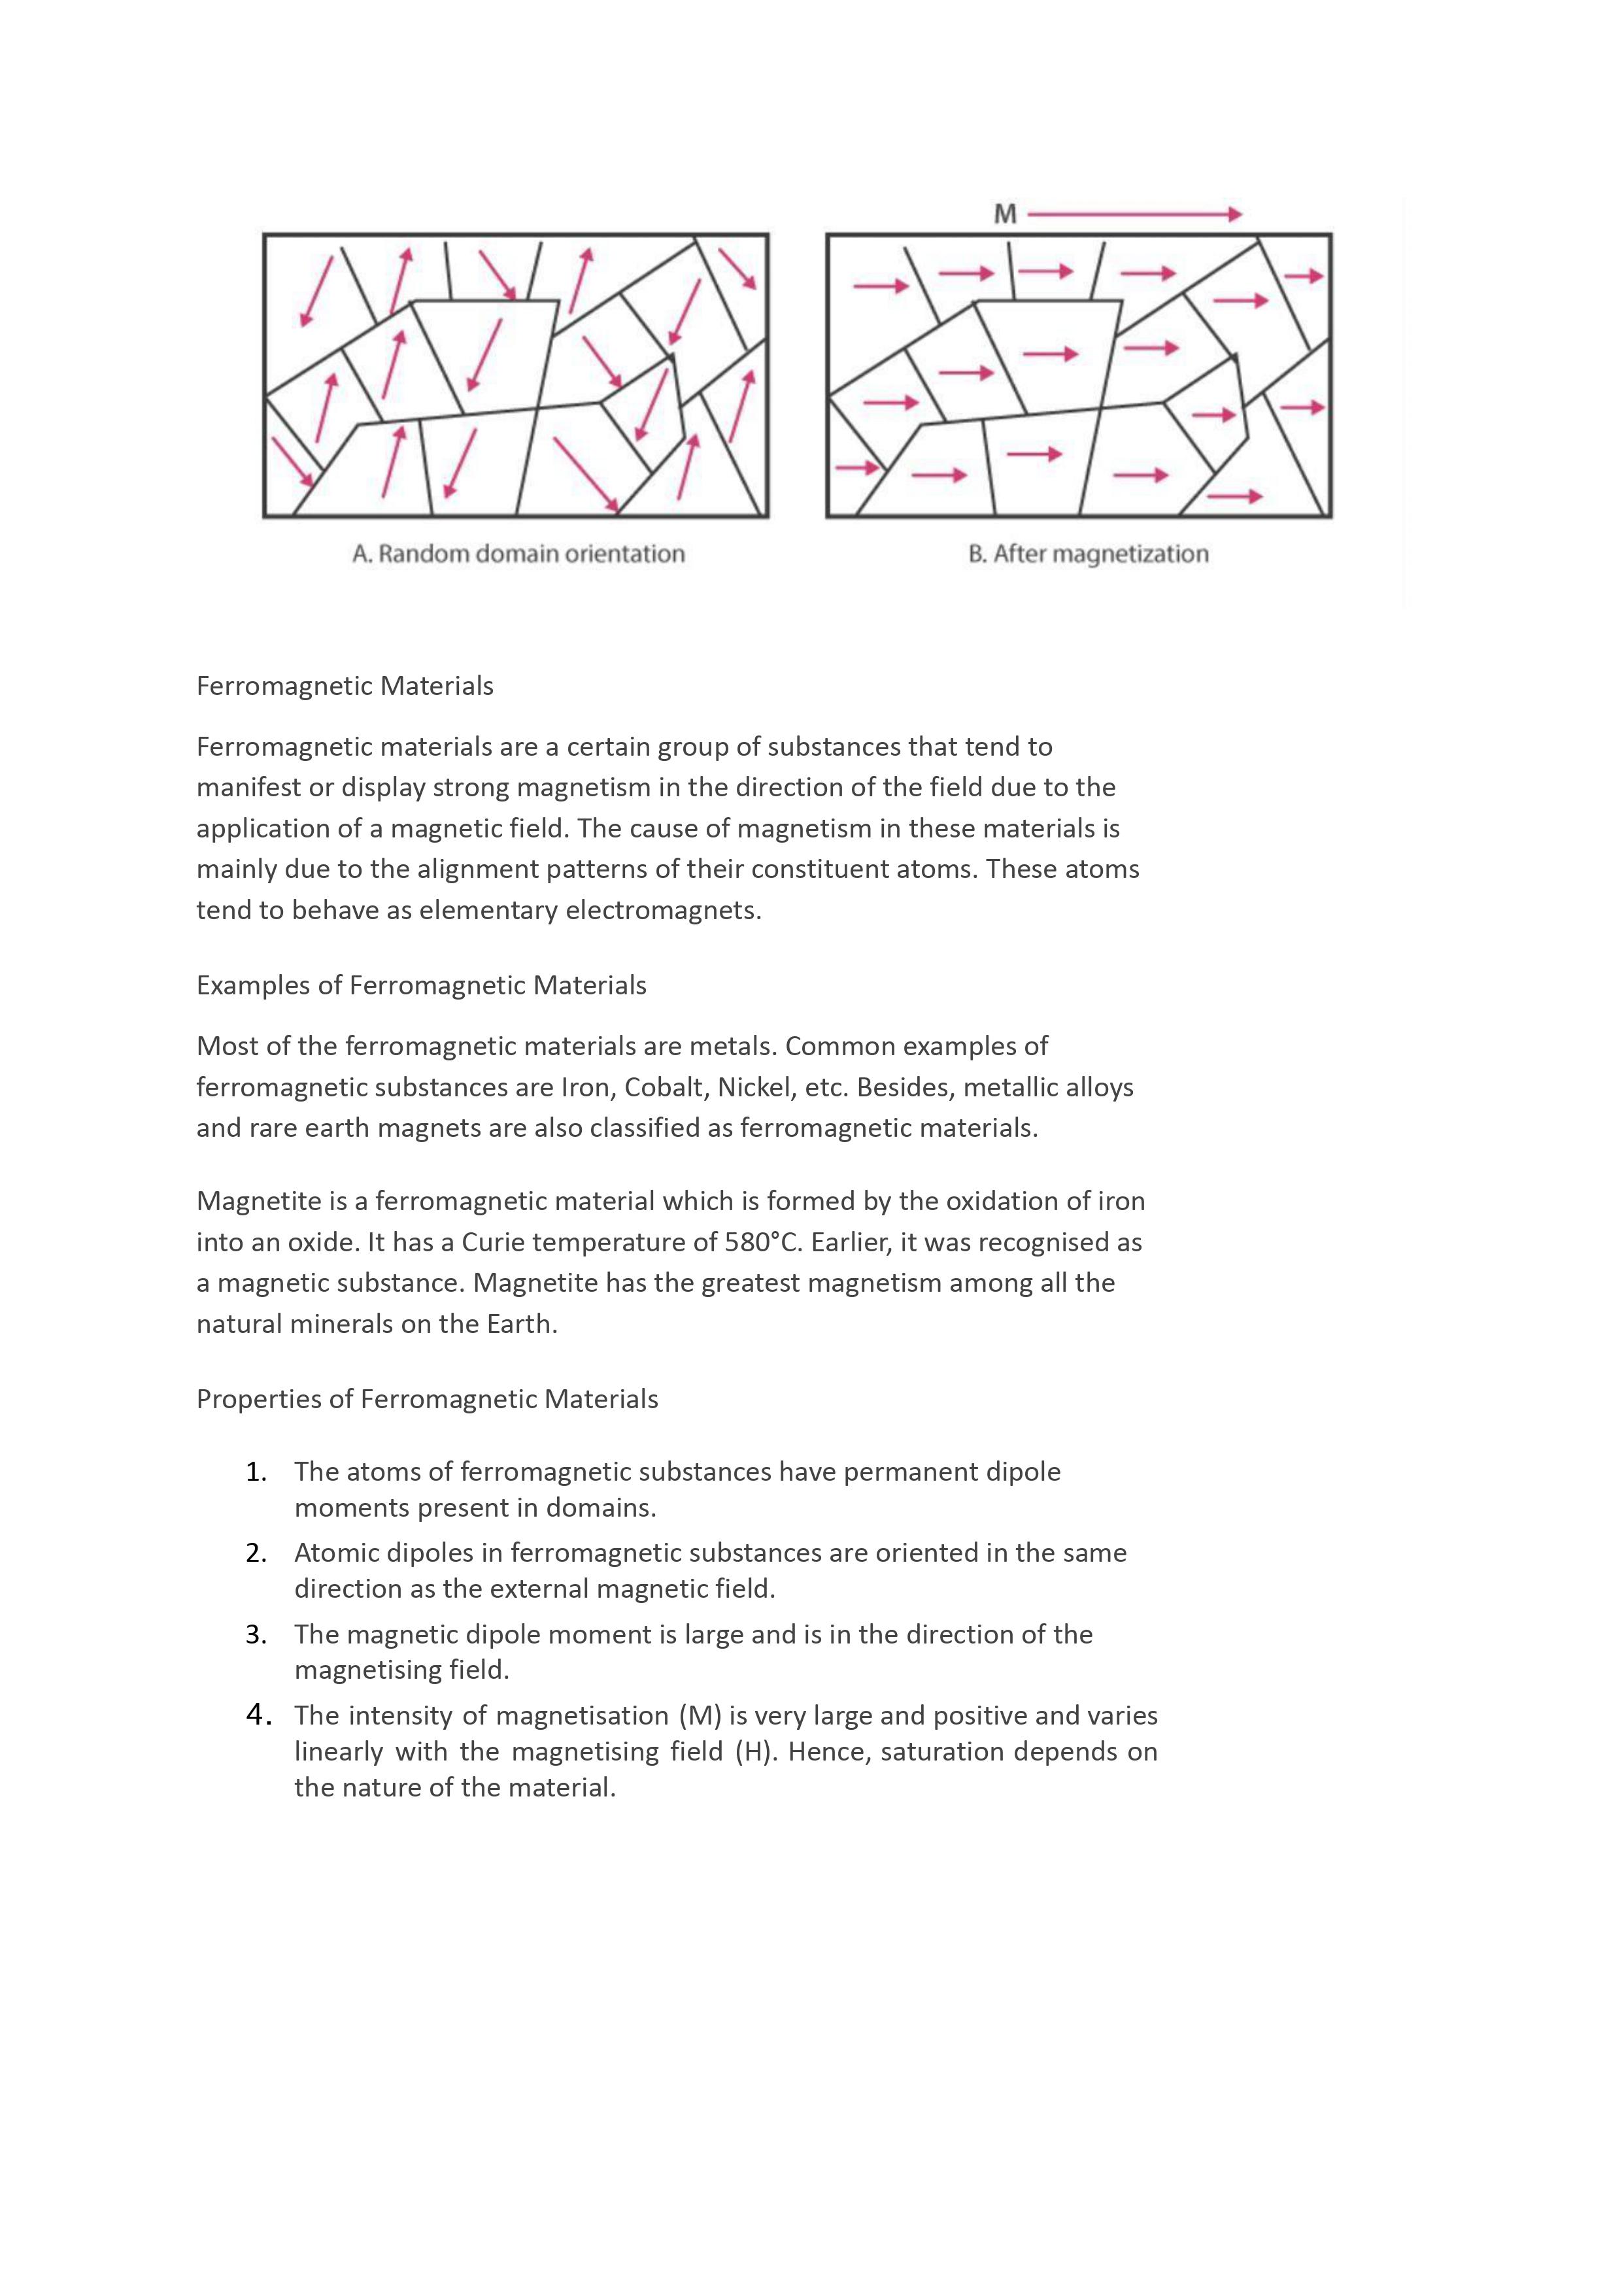 M
A. Random domain orientation
B. After magnetization
Ferromagnetic Materials
Ferromagnetic materials are a certain group of substances that tend to
manifest or display strong magnetism in the direction of the field due to the
application of a magnetic field. The cause of magnetism in these materials is
mainly due to the alignment patterns of their constituent atoms. These atoms
tend to behave as elementary electromagnets.
Examples of Ferromagnetic Materials
Most of the ferromagnetic materials are metals. Common examples of
ferromagnetic substances are Iron, Cobalt, Nickel, etc. Besides, metallic alloys
and rare earth magnets are also classified as ferromagnetic materials.
Magnetite is a ferromagnetic material which is formed by the oxidation of iron
into an oxide. It has a Curie temperature of 580°C. Earlier, it was recognised as
a magnetic substance. Magnetite has the greatest magnetism among all the
natural minerals on the Earth.
Properties of Ferromagnetic Materials
1. The atoms of ferromagnetic substances have permanent dipole
moments present in domains.
2. Atomic dipoles in ferromagnetic substances are oriented in the same
direction as the external magnetic field.
3. The magnetic dipole moment is large and is in the direction of the
magnetising field.
4. The intensity of magnetisation (M) is very large and positive and varies
linearly with the magnetising field (H). Hence, saturation depends on
the nature of the material.